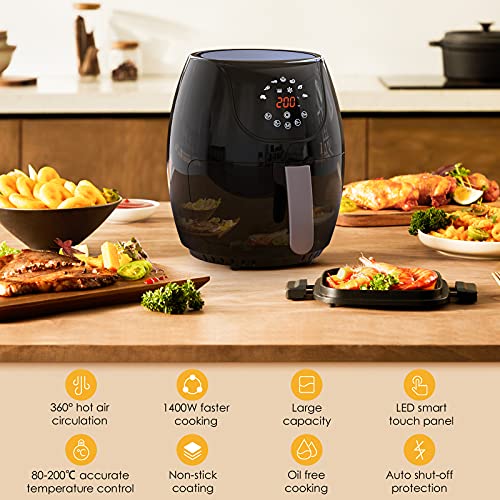 200
360° hot air
circulation
1400W faster
cooking
Large
capacity
LED smart
touch panel
80-200℃ accurate
temperature control
Non-stick
coating
Oil free
cooking
Auto shut-off
protection